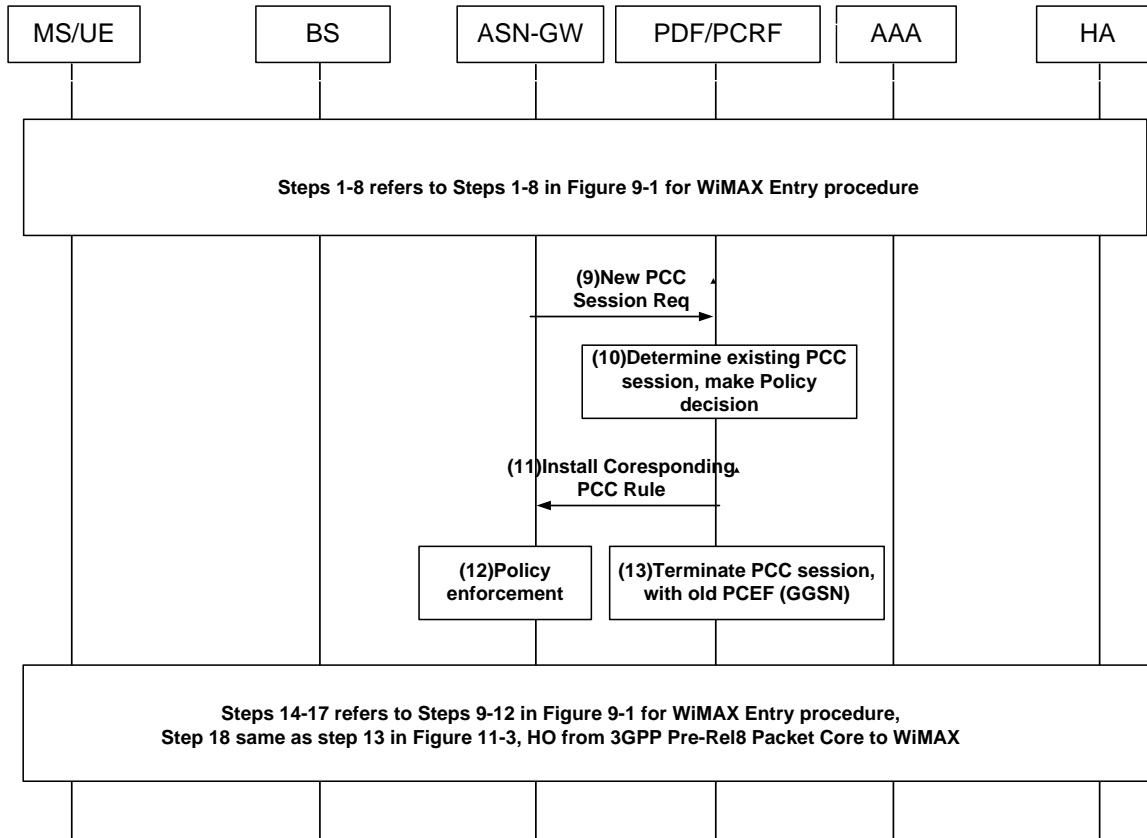 MS/UE
BS
ASN-GW
PDF/PCRF
AAA
HA
Steps 1-8 refers to Steps 1-8 in Figure 9-1 for WiMAX Entry procedure
(9)New PCC
Session Req
(10)Determine existing PCC
session, make Policy
decision
(11)Install Coresponding
PCC Rule
(12)Policy
enforcement
(13)Terminate PCC session,
with old PCEF (GGSN)
Steps 14-17 refers to Steps 9-12 in Figure 9-1 for WiMAX Entry procedure,
Step 18 same as step 13 in Figure 11-3, HO from 3GPP Pre-Rel8 Packet Core to WiMAX